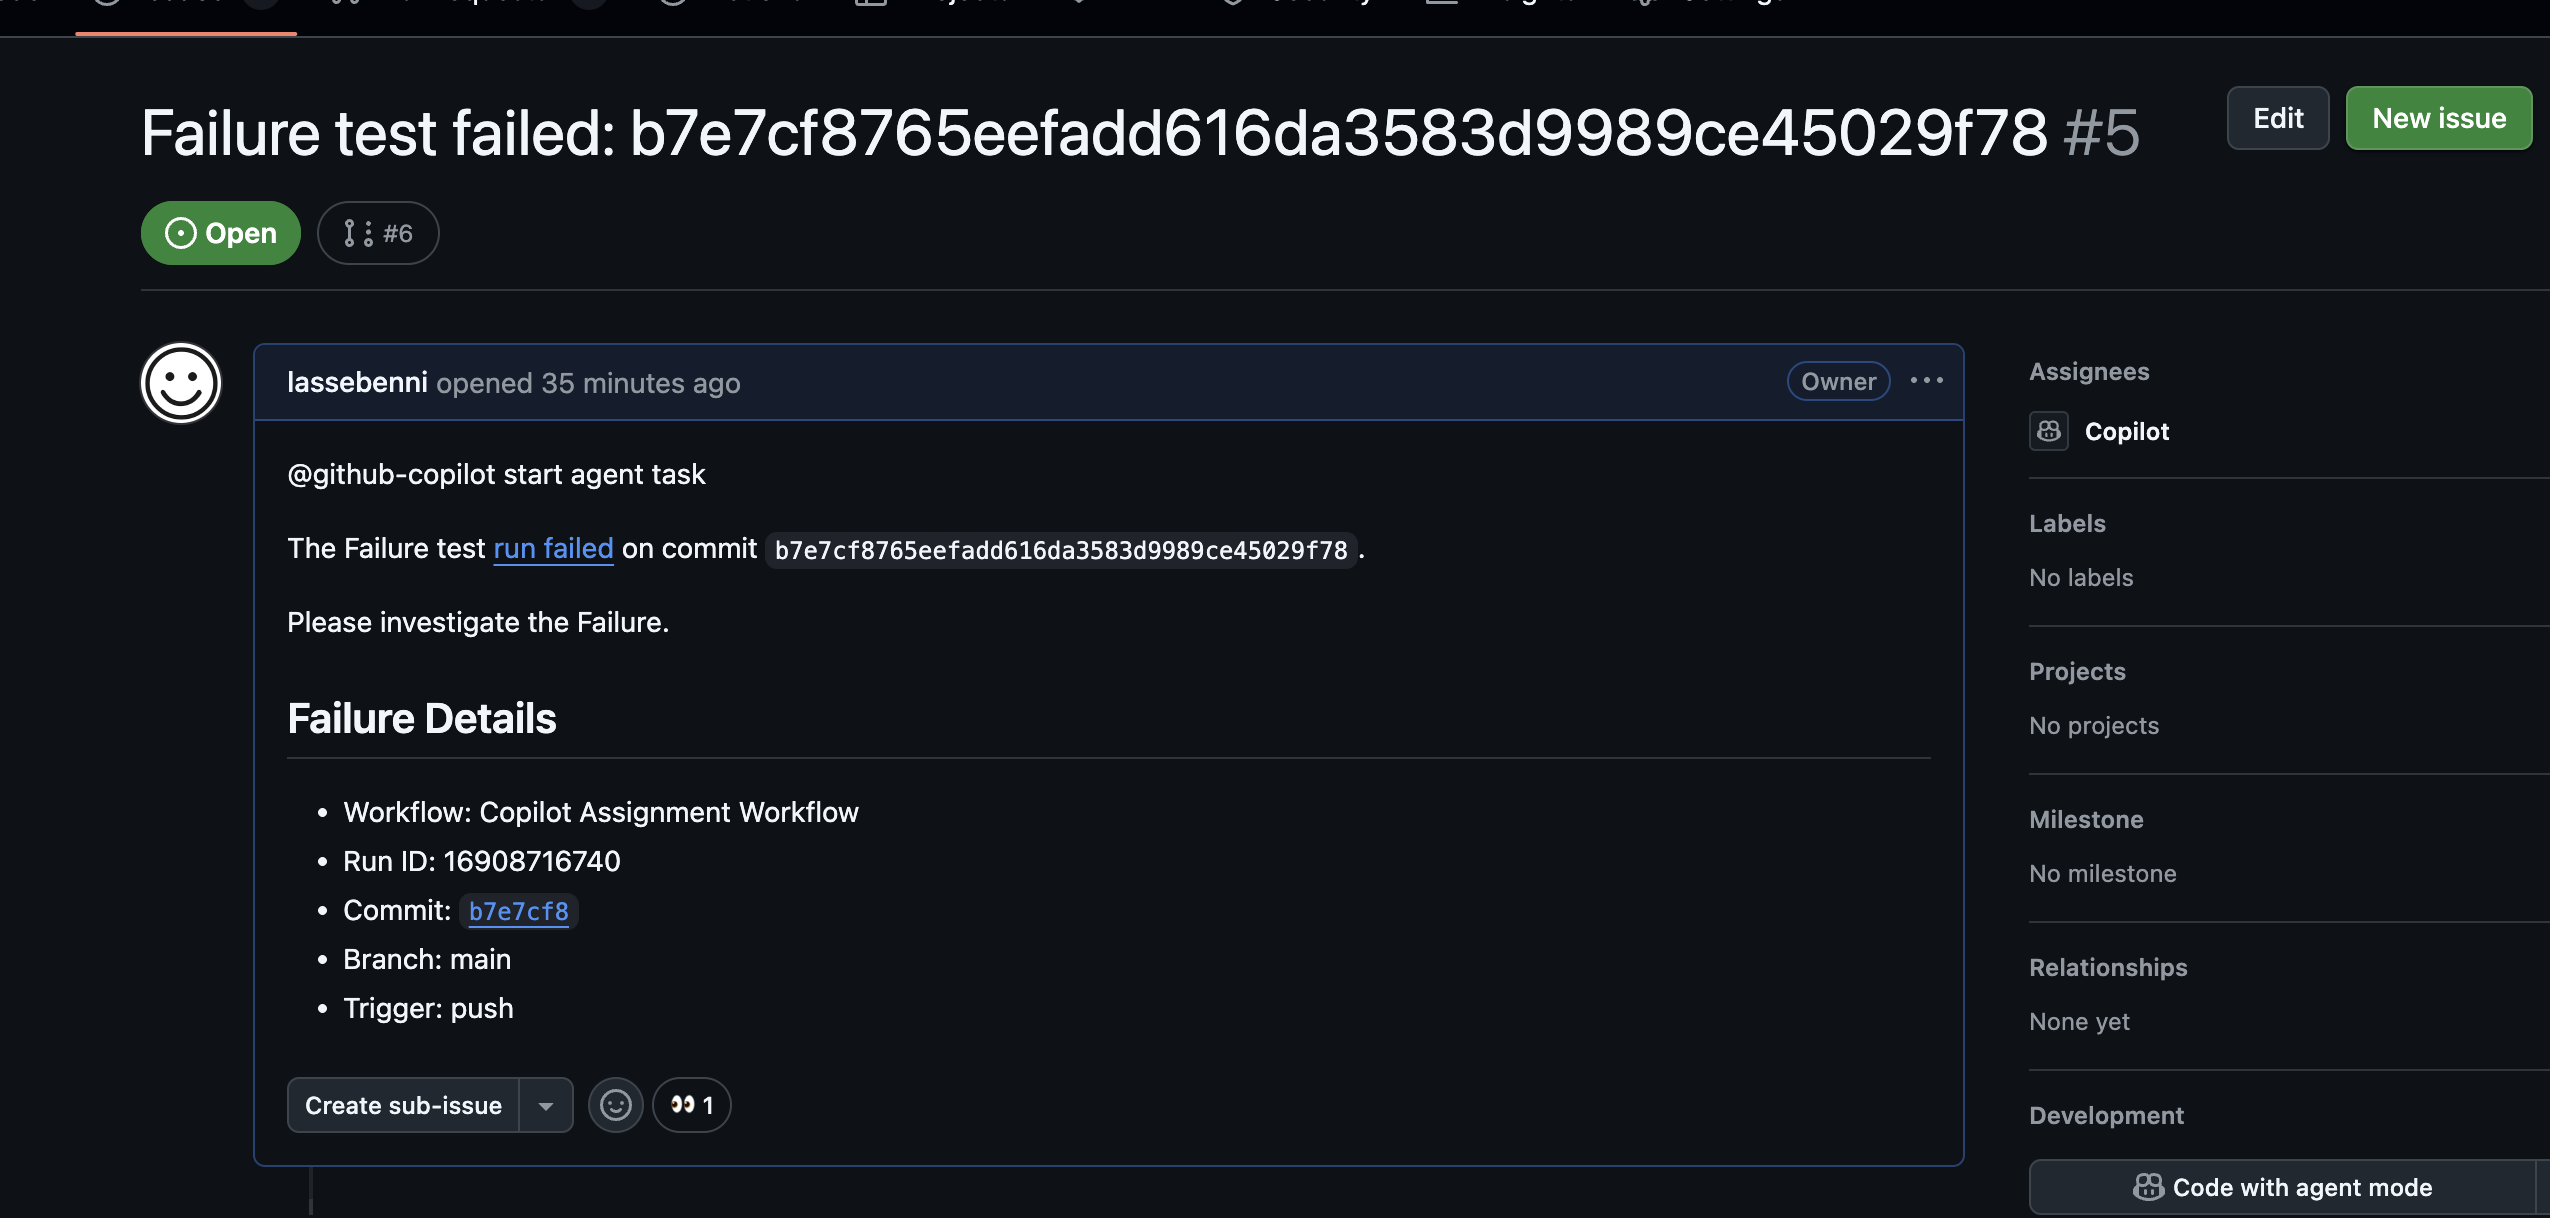 Failure test failed: b7e7cf8765eefadd616da3583d9989ce45029f78 #5
Edit
New issue
Open
#6
lassebenni opened 35 minutes ago
Owner
@github-copilot start agent task
The Failure test run failed on commit b7e7cf8765eefadd616da3583d9989ce45029f78.
Please investigate the Failure.
Failure Details
• Workflow: Copilot Assignment Workflow
• Run ID: 16908716740
• Commit: b7e7cf8
• Branch: main
• Trigger: push
Create sub-issue
👀 1
Assignees
Copilot
Labels
No labels
Projects
No projects
Milestone
No milestone
Relationships
None yet
Development
Code with agent mode